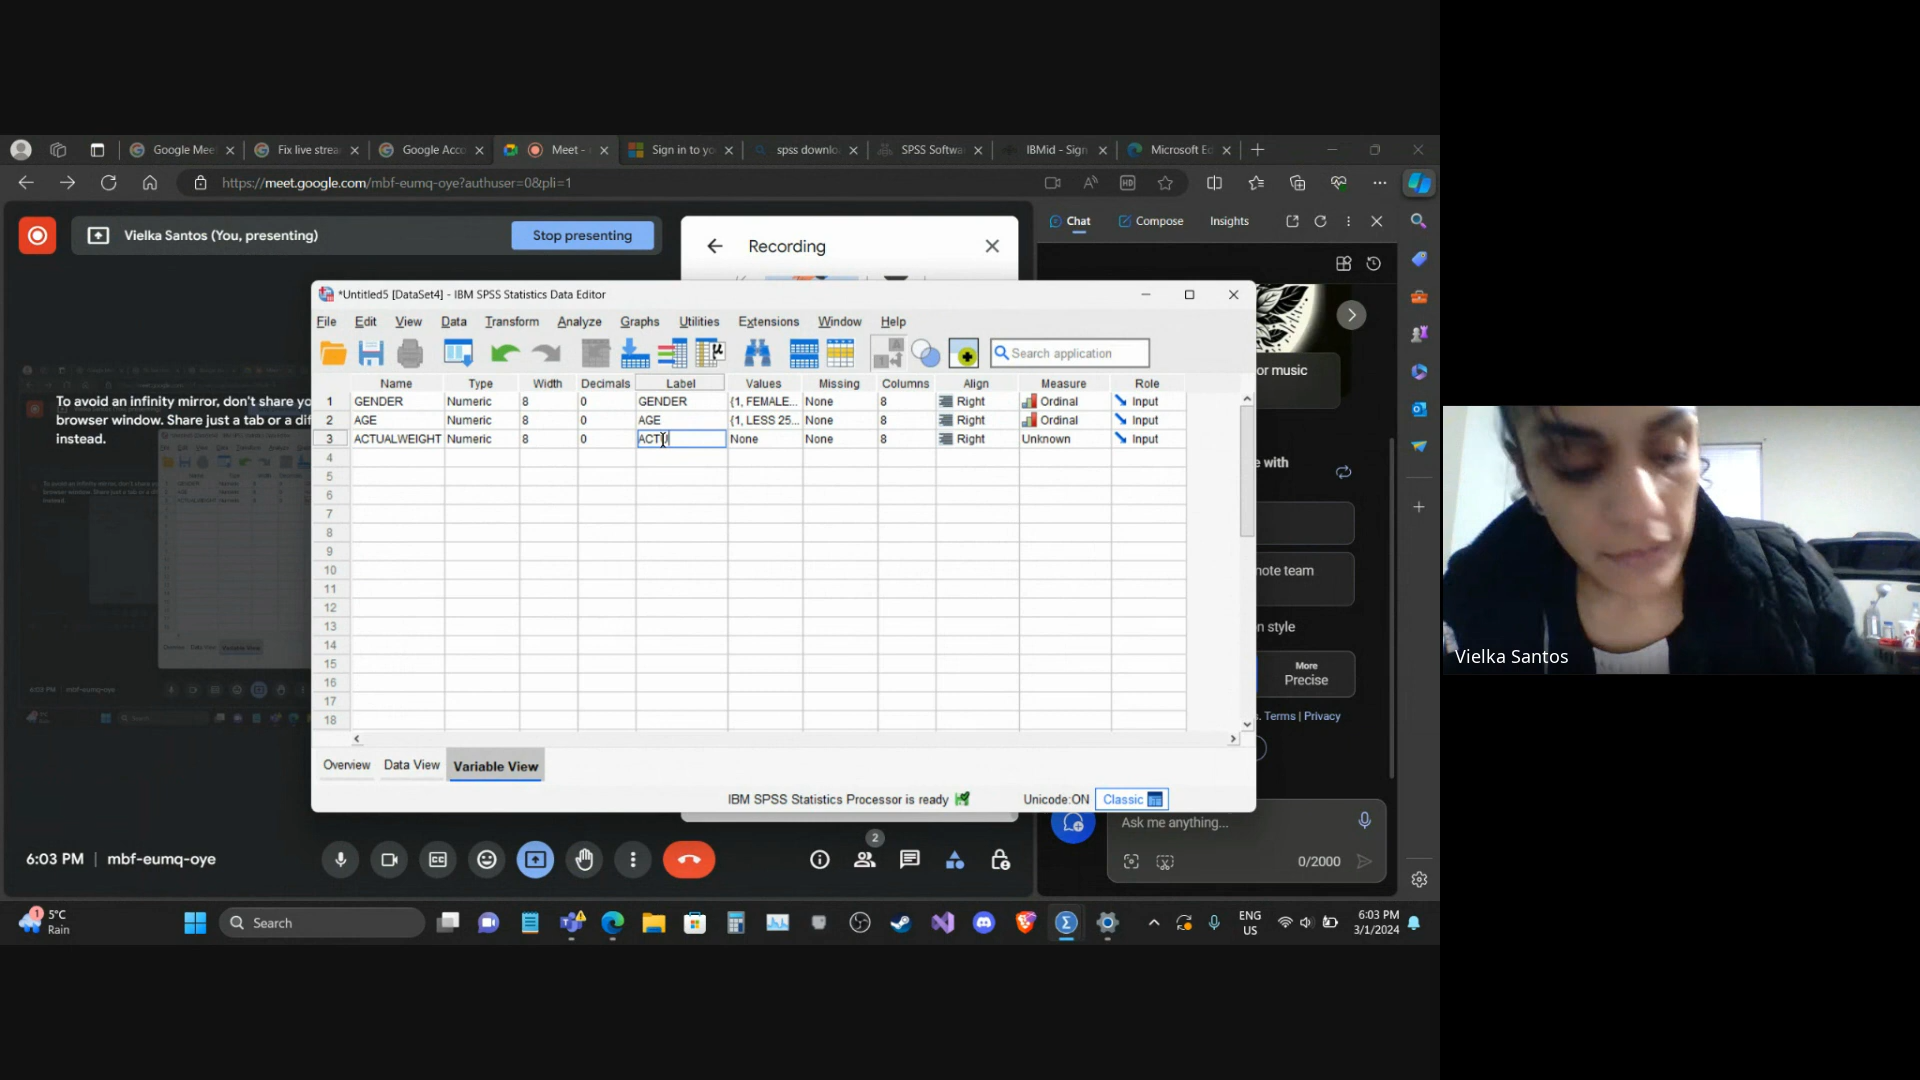 Google Mee
Fix live strea
Google Acco
Meet -
Sign in to yo
spss downlo
SPSS Softwa
IBMid - Sign
Microsoft Ed
https://meet.google.com/mbf-eumq-oye?authuser=0&pli=1
Vielka Santos (You, presenting)
Stop presenting
Recording
Chat
Compose
Insights
To avoid an infinity mirror, don't share yo
browser window. Share just a tab or a dif
instead.
*Untitled5 [DataSet4] - IBM SPSS Statistics Data Editor
File Edit View Data Transform Analyze Graphs Utilities Extensions Window Help
Search application
Name Type Width Decimals Label Values Missing Columns Align Measure Role
1 GENDER Numeric 8 0 GENDER {1, FEMALE... None 8 Right Ordinal Input
2 AGE Numeric 8 0 AGE {1, LESS 25... None 8 Right Ordinal Input
3 ACTUALWEIGHT Numeric 8 0 ACTU None None 8 Right Unknown Input
4
5
6
7
8
9
10
11
12
13
14
15
16
17
18
Overview Data View Variable View
IBM SPSS Statistics Processor is ready
Unicode:ON
Classic
or music
e with
note team
n style
More
Precise
Terms | Privacy
Ask me anything...
0/2000
6:03 PM | mbf-eumq-oye
2
1
5°C
Rain
Search
ENG
US
6:03 PM
3/1/2024
Vielka Santos